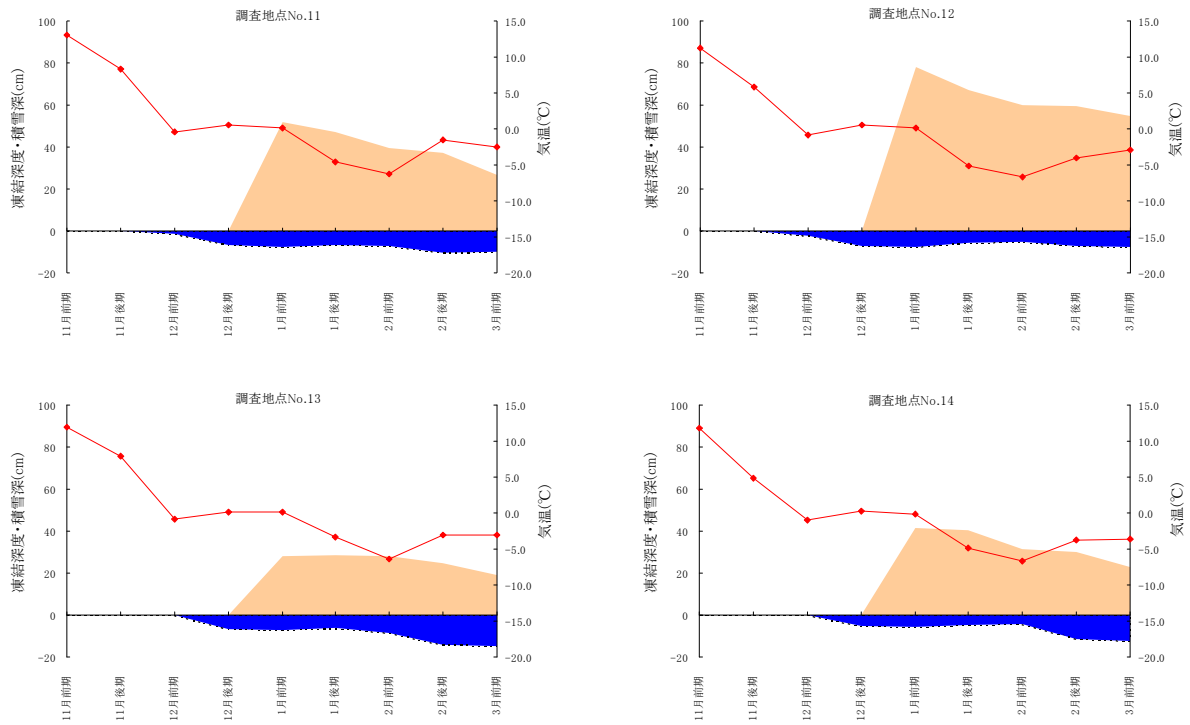 調査地点No.11
凍結深度・積雪深(cm)
100
80
60
40
20
0
-20
15.0
10.0
5.0
0.0
-5.0
-10.0
-15.0
-20.0
気温(℃)
11月前期
11月後期
12月前期
12月後期
1月前期
1月後期
2月前期
2月後期
3月前期
調査地点No.12
凍結深度・積雪深(cm)
100
80
60
40
20
0
-20
15.0
10.0
5.0
0.0
-5.0
-10.0
-15.0
-20.0
気温(℃)
11月前期
11月後期
12月前期
12月後期
1月前期
1月後期
2月前期
2月後期
3月前期
調査地点No.13
凍結深度・積雪深(cm)
100
80
60
40
20
0
-20
15.0
10.0
5.0
0.0
-5.0
-10.0
-15.0
-20.0
気温(℃)
11月前期
11月後期
12月前期
12月後期
1月前期
1月後期
2月前期
2月後期
3月前期
調査地点No.14
凍結深度・積雪深(cm)
100
80
60
40
20
0
-20
15.0
10.0
5.0
0.0
-5.0
-10.0
-15.0
-20.0
気温(℃)
11月前期
11月後期
12月前期
12月後期
1月前期
1月後期
2月前期
2月後期
3月前期